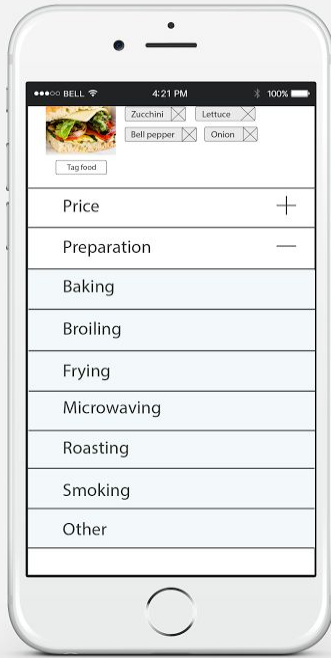 BELL 4:21 PM 100%
Zucchini Lettuce
Bell pepper Onion
Tag food
Price
Preparation
Baking
Broiling
Frying
Microwaving
Roasting
Smoking
Other